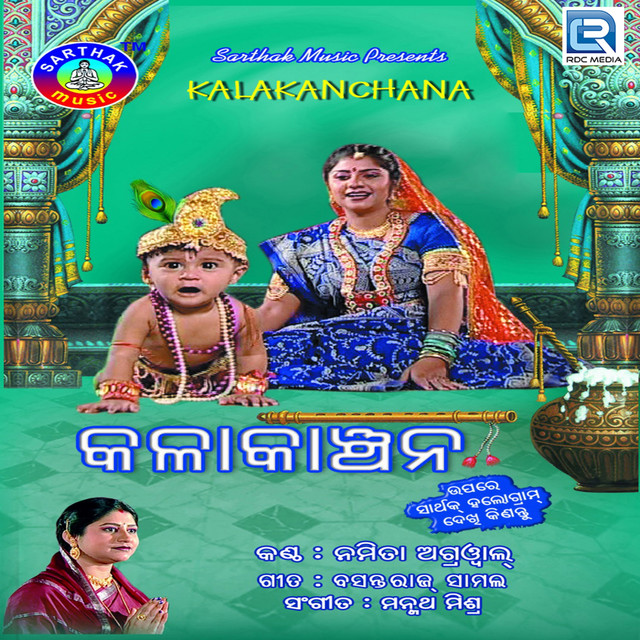 SARTHAK music
TM
RDC MEDIA
Sarthak Music Presents
KALAKANCHANA
କଳାକାଞ୍ଚନ
ଉପରେ
ସାର୍ଥକ୍ ହଲୋଗ୍ରାମ୍
ଦେଖି କିଣନ୍ତୁ
କଣ୍ଠ : ନମିତା ଅଗ୍ରୱାଲ୍
ଗୀତ : ବସନ୍ତରାଜ୍ ସାମଲ
ସଂଗୀତ : ମନ୍ମଥ ମିଶ୍ର